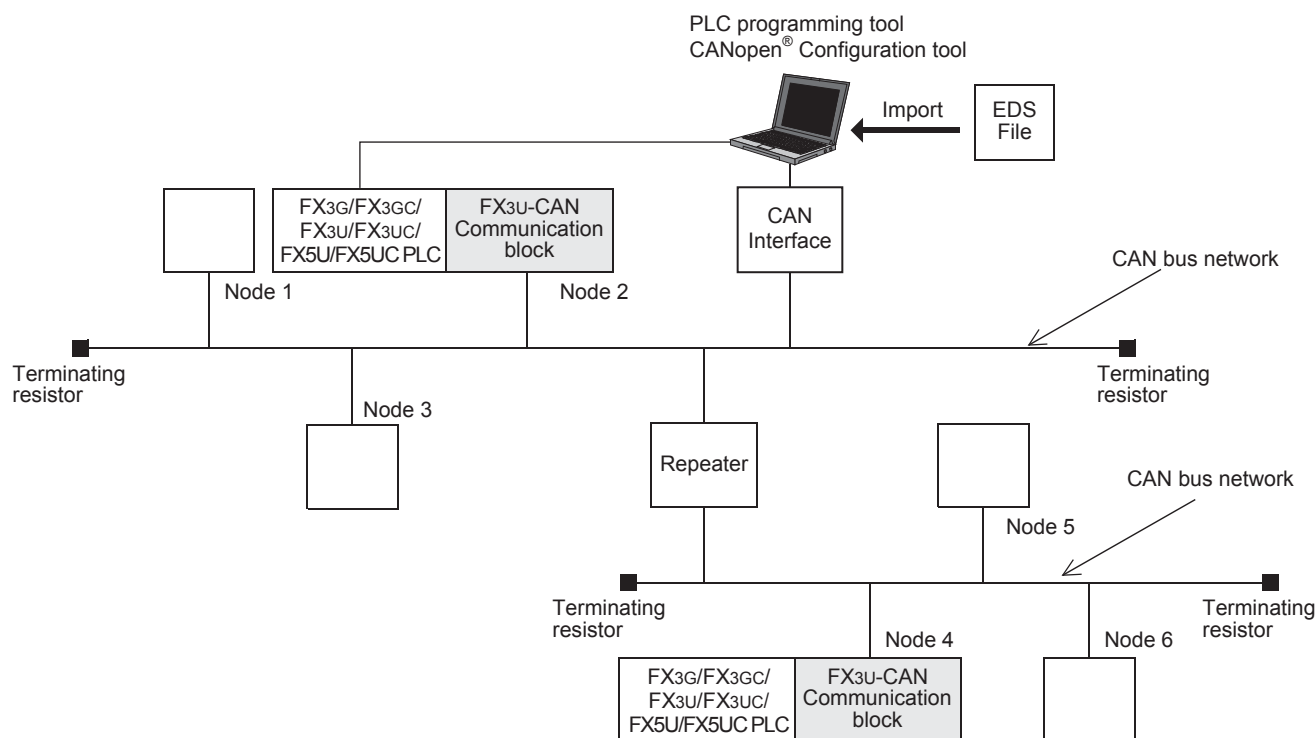 PLC programming tool
CANopen® Configuration tool
Import
EDS
File
FX3G/FX3GC/
FX3U/FX3UC/
FX5U/FX5UC PLC
FX3U-CAN
Communication
block
CAN
Interface
CAN bus network
Node 1
Node 2
Terminating
resistor
Terminating
resistor
Node 3
Repeater
CAN bus network
Node 5
Terminating
resistor
Terminating
resistor
Node 4
Node 6
FX3G/FX3GC/
FX3U/FX3UC/
FX5U/FX5UC PLC
FX3U-CAN
Communication
block